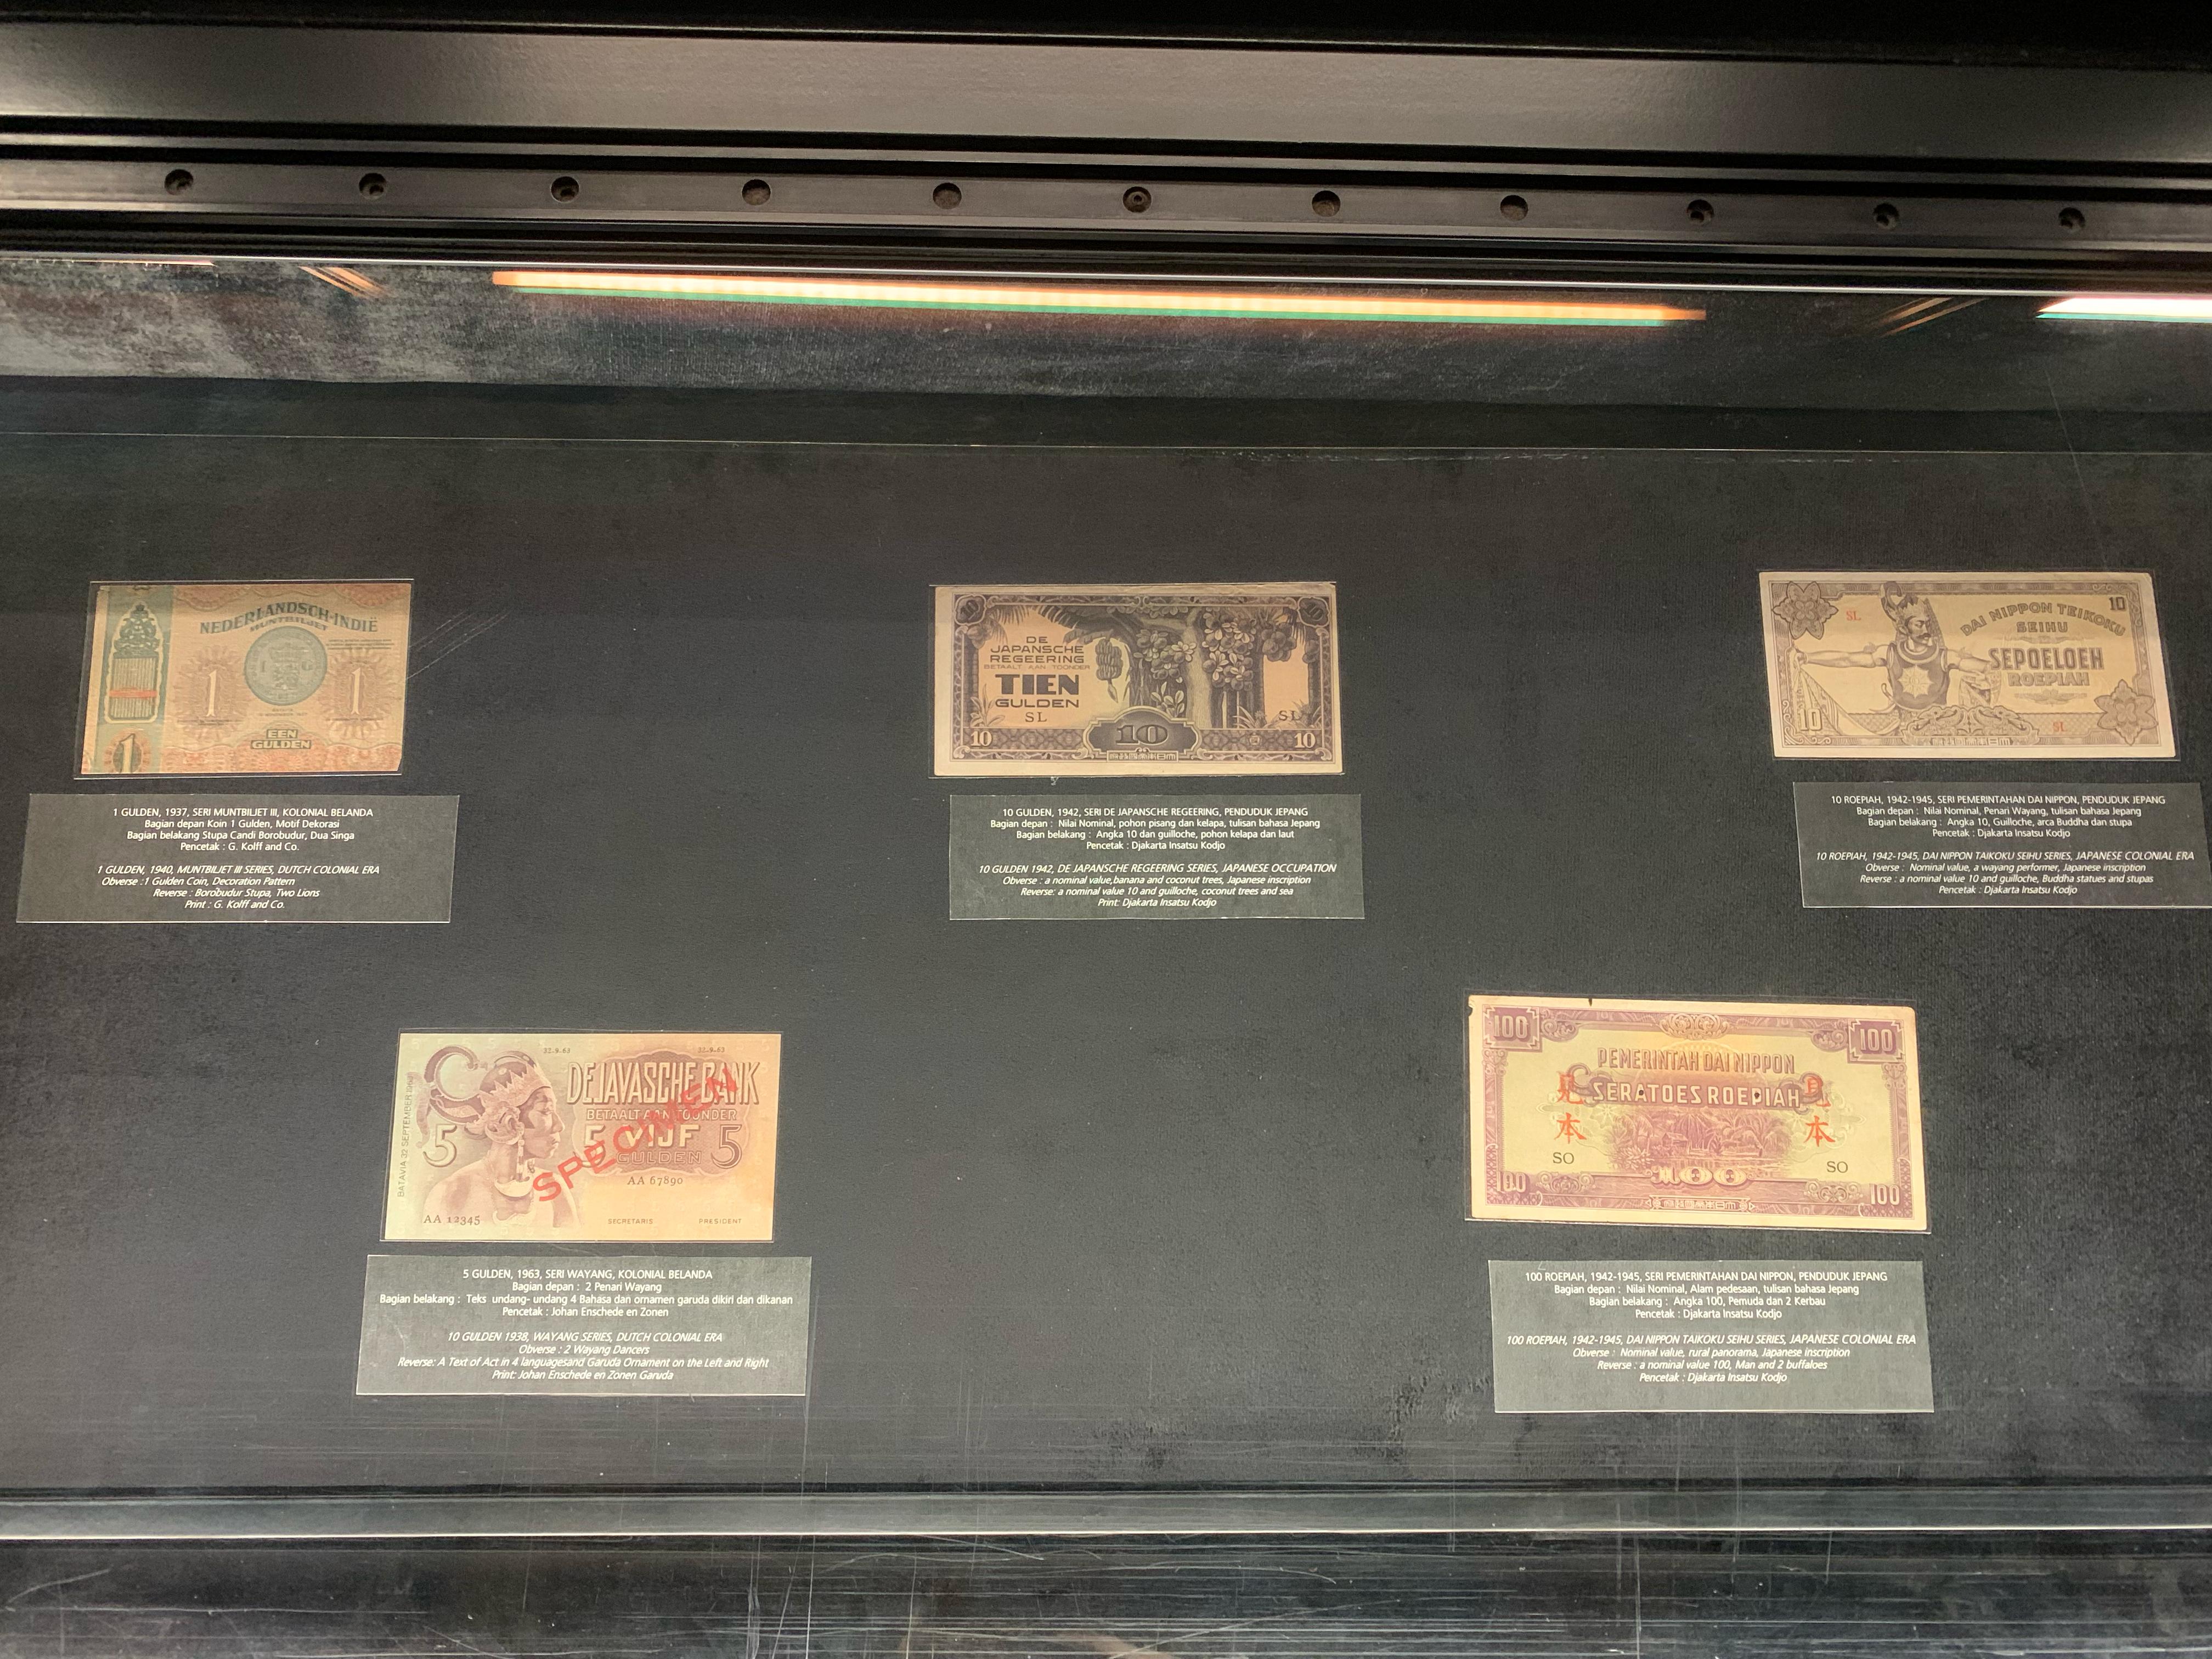 NEDERLANDSCH-INDIË
MUNTBILJET
1
1
1
EEN
GULDEN
1 GULDEN, 1937, SERI MUNTBILJET III, KOLONIAL BELANDA
Bagian depan Koin 1 Gulden, Motif Dekorasi
Bagian belakang Stupa Candi Borobudur, Dua Singa
Pencetak : G. Kolff and Co.
1 GULDEN, 1940, MUNTBILJET III SERIES, DUTCH COLONIAL ERA
Obverse :1 Gulden Coin, Decoration Pattern
Reverse : Borobudur Stupa, Two Lions
Print : G. Kolff and Co.
DE
JAPANSCHE
REGEERING
BETAALT AAN TOONDER
TIEN
GULDEN
SL
SL
10
10
10
10 GULDEN, 1942, SERI DE JAPANSCHE REGEERING, PENDUDUK JEPANG
Bagian depan : Nilai Nominal, pohon pisang dan kelapa, tulisan bahasa Jepang
Bagian belakang : Angka 10 dan guilloche, pohon kelapa dan laut
Pencetak : Djakarta Insatsu Kodjo
10 GULDEN 1942, DE JAPANSCHE REGEERING SERIES, JAPANESE OCCUPATION
Obverse : a nominal value,banana and coconut trees, Japanese inscription
Reverse: a nominal value 10 and guilloche, coconut trees and sea
Print: Djakarta Insatsu Kodjo
10
SL
DAI NIPPON TEIKOKU
SEIHU
SEPOELOEH
ROEPIAH
10
SL
10 ROEPIAH, 1942-1945, SERI PEMERINTAHAN DAI NIPPON, PENDUDUK JEPANG
Bagian depan : Nilai Nominal, Penari Wayang, tulisan bahasa Jepang
Bagian belakang : Angka 10, Guilloche, arca Buddha dan stupa
Pencetak : Djakarta Insatsu Kodjo
10 ROEPIAH, 1942-1945, DAI NIPPON TAIKOKU SEIHU SERIES, JAPANESE COLONIAL ERA
Obverse : Nominal value, a wayang performer, Japanese inscription
Reverse : a nominal value 10 and guilloche, Buddha statues and stupas
Pencetak : Djakarta Insatsu Kodjo
DE JAVASCHE BANK
BETAALT AAN TOONDER
5 VIJF 5
GULDEN
SPECIMEN
5
AA 67890
AA 12345
SECRETARIS PRESIDENT
5 GULDEN, 1963, SERI WAYANG, KOLONIAL BELANDA
Bagian depan : 2 Penari Wayang
Bagian belakang : Teks undang- undang 4 Bahasa dan ornamen garuda dikiri dan dikanan
Pencetak : Johan Enschede en Zonen
10 GULDEN 1938, WAYANG SERIES, DUTCH COLONIAL ERA
Obverse : 2 Wayang Dancers
Reverse: A Text of Act in 4 languagesand Garuda Ornament on the Left and Right
Print: Johan Enschede en Zonen Garuda
100
100
PEMERINTAH DAI NIPPON
SERATOES ROEPIAH
見本
見本
SO
SO
100
100
100
100 ROEPIAH, 1942-1945, SERI PEMERINTAHAN DAI NIPPON, PENDUDUK JEPANG
Bagian depan : Nilai Nominal, Alam pedesaan, tulisan bahasa Jepang
Bagian belakang : Angka 100, Pemuda dan 2 Kerbau
Pencetak : Djakarta Insatsu Kodjo
100 ROEPIAH, 1942-1945, DAI NIPPON TAIKOKU SEIHU SERIES, JAPANESE COLONIAL ERA
Obverse : Nominal value, rural panorama, Japanese inscription
Reverse : a nominal value 100, Man and 2 buffaloes
Pencetak : Djakarta Insatsu Kodjo